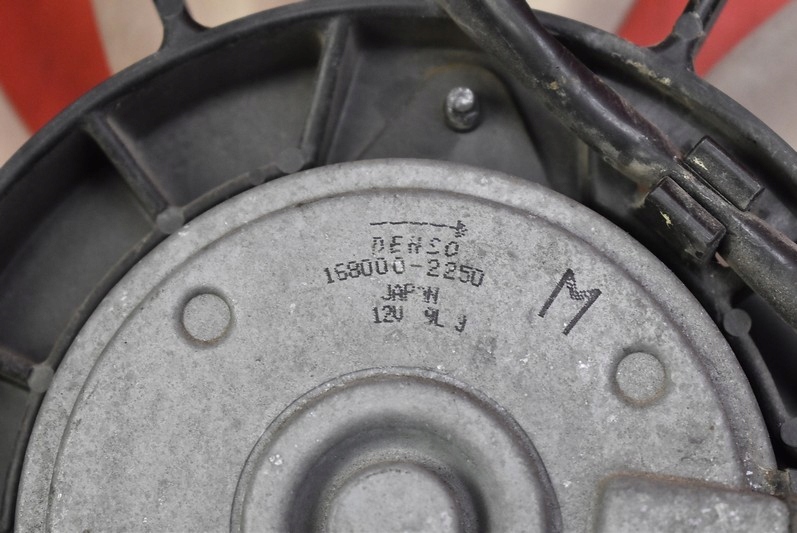 DENSO
168000-2250
JAPAN
12V 9L J
M